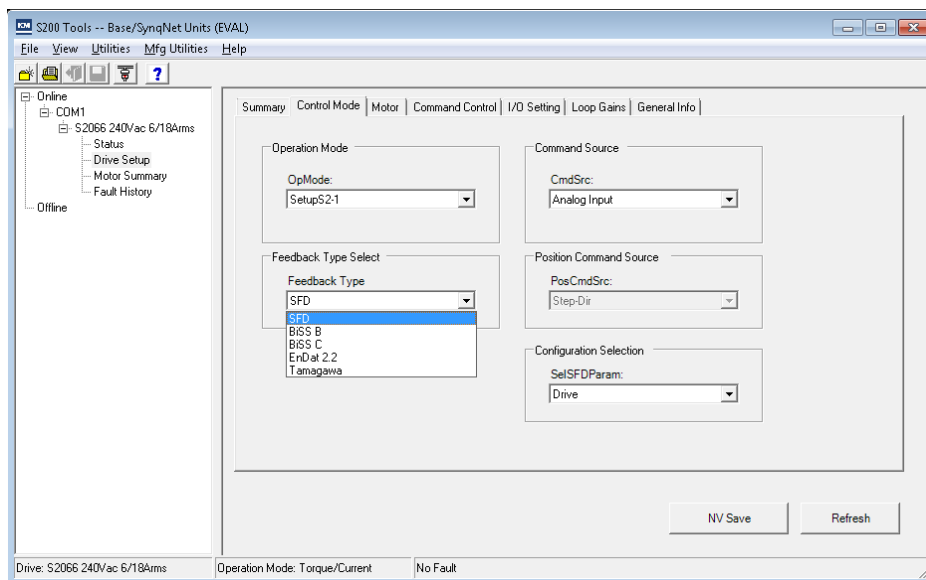 S200 Tools -- Base/SynqNet Units (EVAL)
File View Utilities Mfg Utilities Help
Online
COM1
S2066 240Vac 6/18Arms
Status
Drive Setup
Motor Summary
Fault History
Offline
Summary Control Mode Motor Command Control I/O Setting Loop Gains General Info
Operation Mode
OpMode:
SetupS2-1
Command Source
CmdSrc:
Analog Input
Feedback Type Select
Feedback Type
SFD
SFD
BiSS B
BiSS C
EnDat 2.2
Tamagawa
Position Command Source
PosCmdSrc:
Step-Dir
Configuration Selection
SelSFDParam:
Drive
NV Save Refresh
Drive: S2066 240Vac 6/18Arms Operation Mode: Torque/Current No Fault